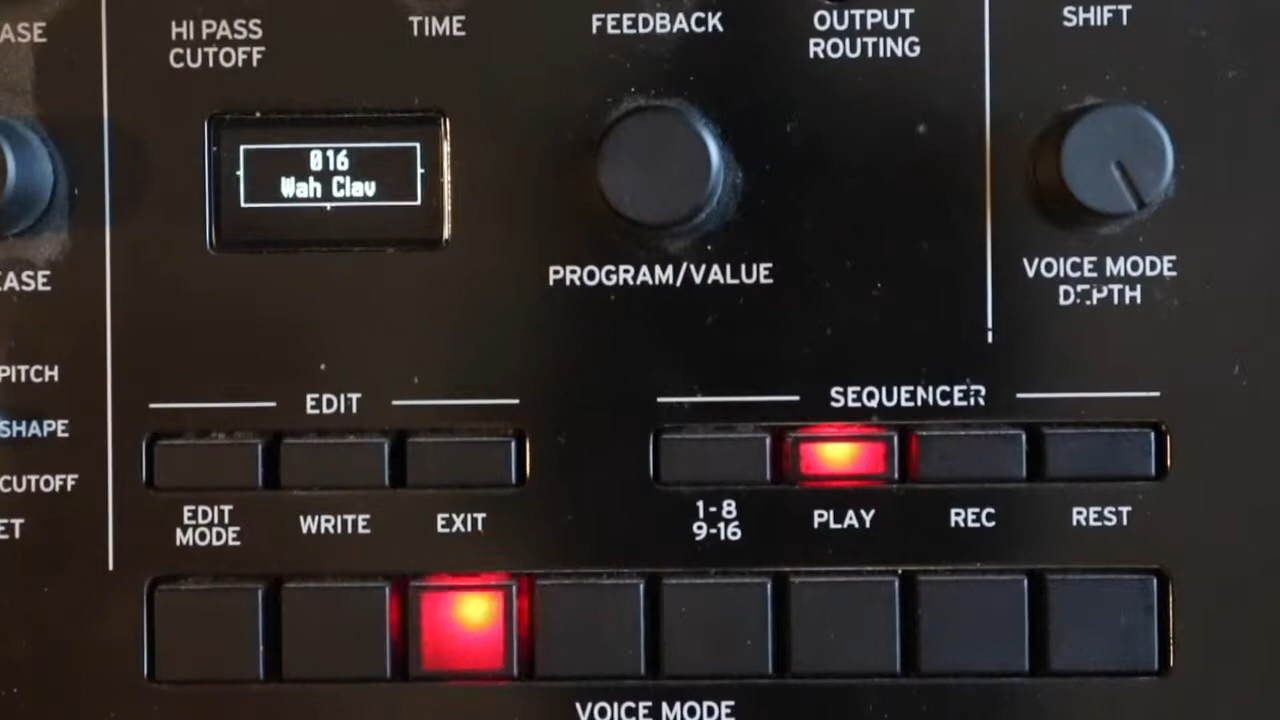 ASE
HI PASS
CUTOFF
TIME
FEEDBACK
OUTPUT
ROUTING
SHIFT
016
Wah Clav
EASE
PROGRAM/VALUE
VOICE MODE
DEPTH
PITCH
SHAPE
CUTOFF
ET
EDIT
SEQUENCER
EDIT
MODE
WRITE
EXIT
1-8
9-16
PLAY
REC
REST
VOICE MODE